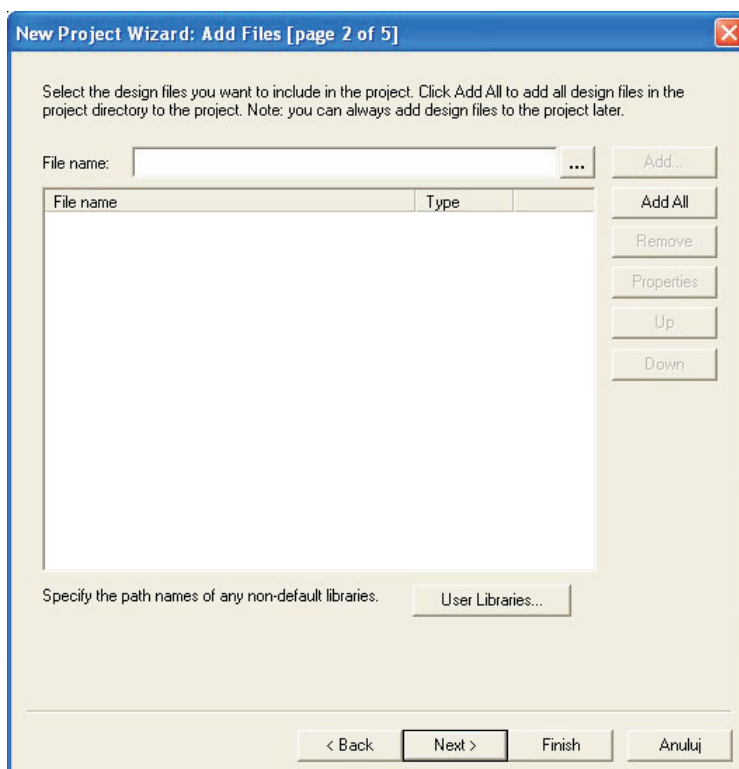 New Project Wizard: Add Files [page 2 of 5]
Select the design files you want to include in the project. Click Add All to add all design files in the
project directory to the project. Note: you can always add design files to the project later.
File name: ... Add...
File name Type Add All
Remove
Properties
Up
Down
Specify the path names of any non-default libraries. User Libraries...
< Back Next > Finish Anuluj